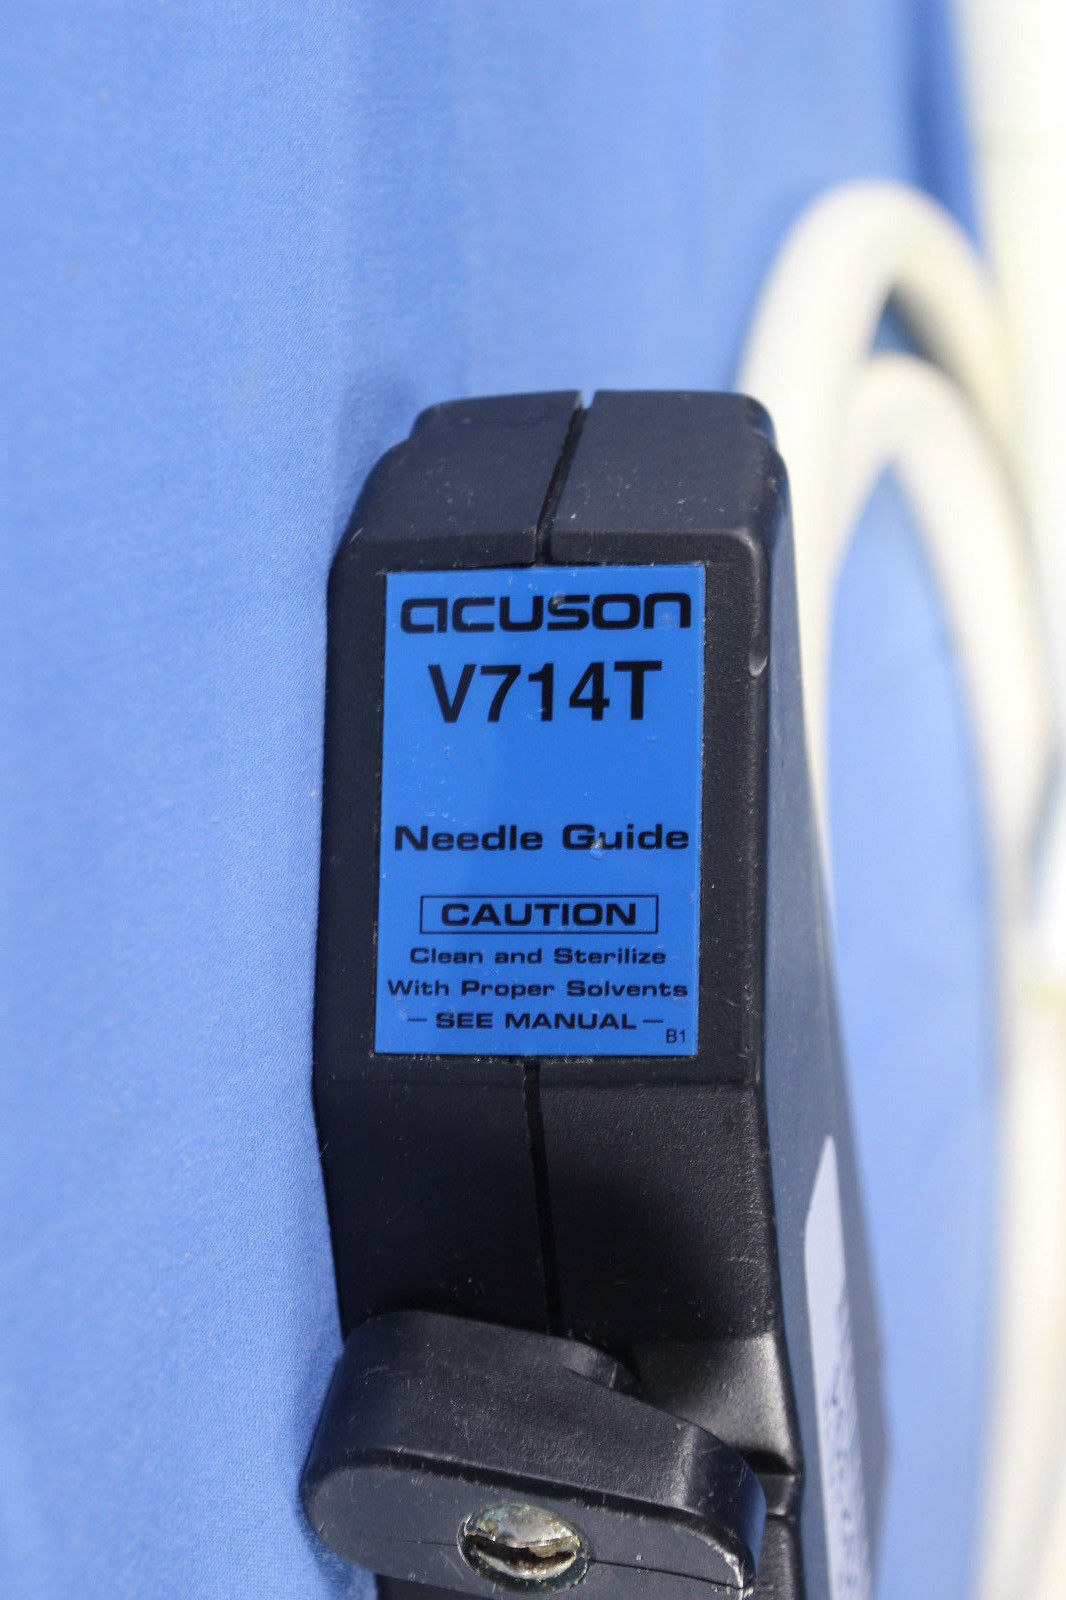 acuson
V714T
Needle Guide
CAUTION
Clean and Sterilize
With Proper Solvents
— SEE MANUAL —
B1